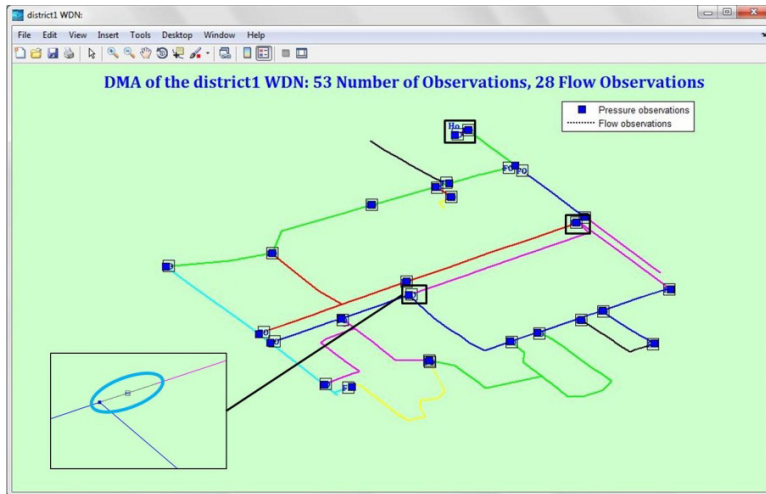 district1 WDN:
File Edit View Insert Tools Desktop Window Help
DMA of the district1 WDN: 53 Number of Observations, 28 Flow Observations
Pressure observations
Flow observations